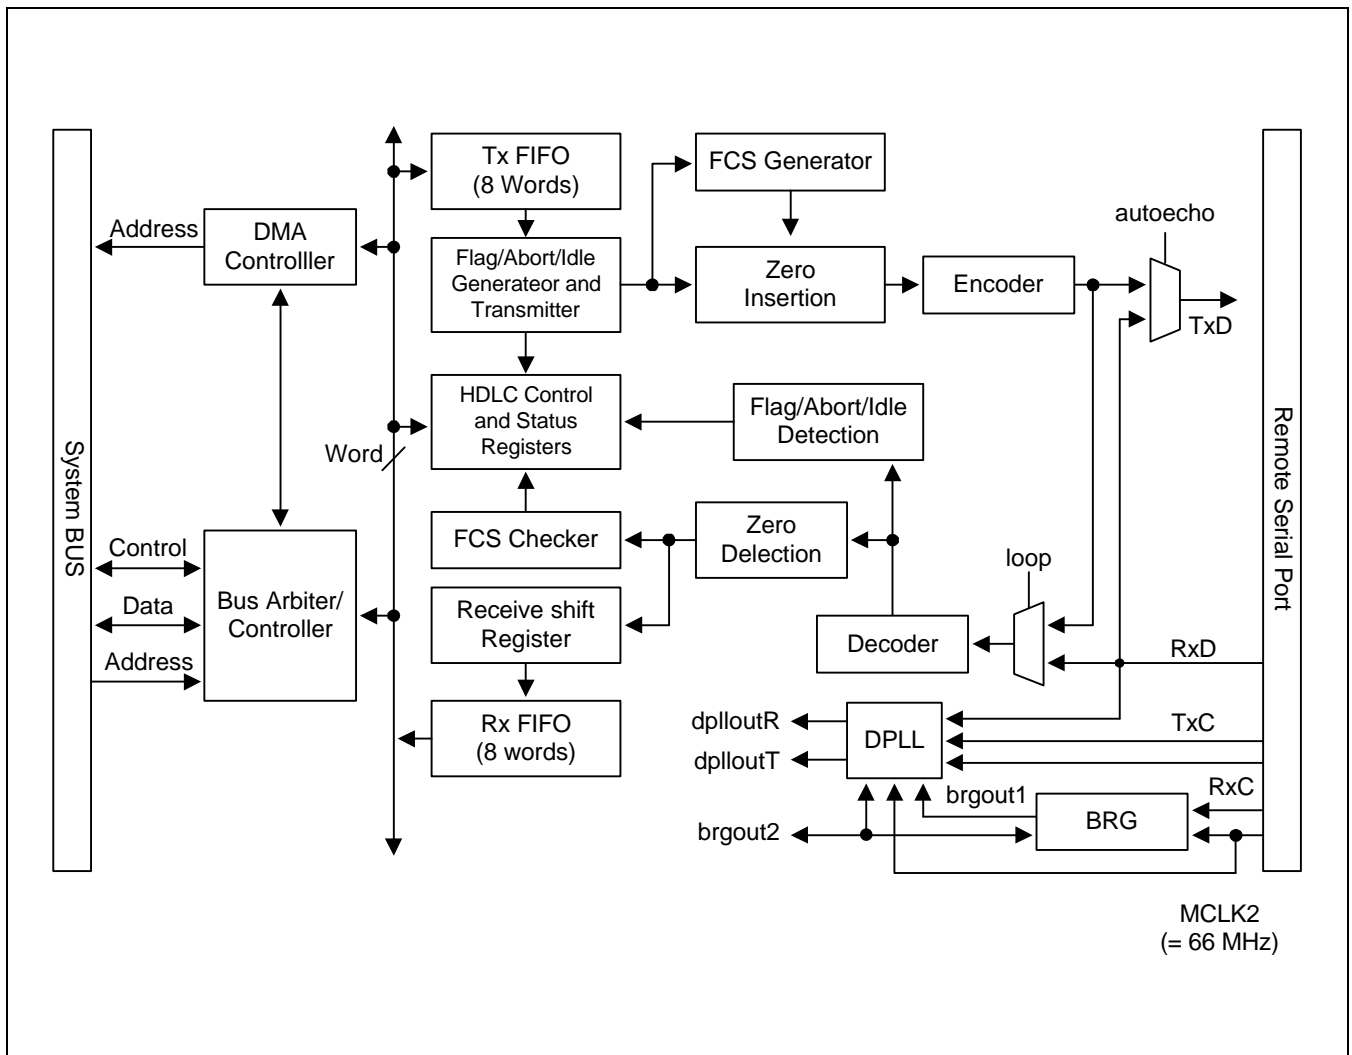 Tx FIFO
(8 Words)
FCS Generator
autoecho
Address
DMA
Controlller
Flag/Abort/Idle
Generateor and
Transmitter
Zero
Insertion
Encoder
TxD
HDLC Control
and Status
Registers
Flag/Abort/Idle
Detection
System BUS
Word
Remote Serial Port
Control
Data
Address
Bus Arbiter/
Controller
FCS Checker
Zero
Delection
loop
Receive shift
Register
Decoder
RxD
Rx FIFO
(8 words)
dplloutR
dplloutT
DPLL
TxC
RxC
brgout1
brgout2
BRG
MCLK2
(= 66 MHz)